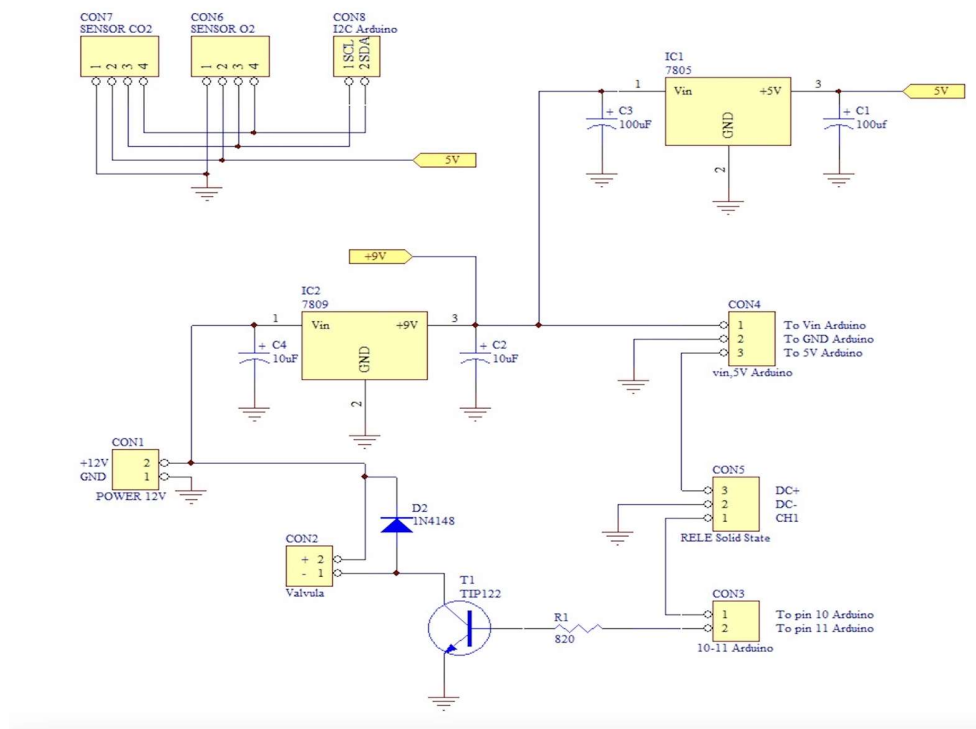 CON7
SENSOR CO2
1 2 3 4
CON6
SENSOR O2
1 2 3 4
CON8
I2C Arduino
1SCL
2SDA
5V
IC1
7805
1
Vin
+5V
3
GND
2
+ C3
100uF
+ C1
100uf
5V
+9V
IC2
7809
1
Vin
+9V
3
GND
2
+ C4
10uF
+ C2
10uF
CON4
1 To Vin Arduino
2 To GND Arduino
3 To 5V Arduino
vin,5V Arduino
CON1
+12V 2
GND 1
POWER 12V
CON5
3 DC+
2 DC-
1 CH1
RELE Solid State
D2
1N4148
CON2
+ 2
- 1
Valvula
T1
TIP122
R1
820
CON3
1 To pin 10 Arduino
2 To pin 11 Arduino
10-11 Arduino